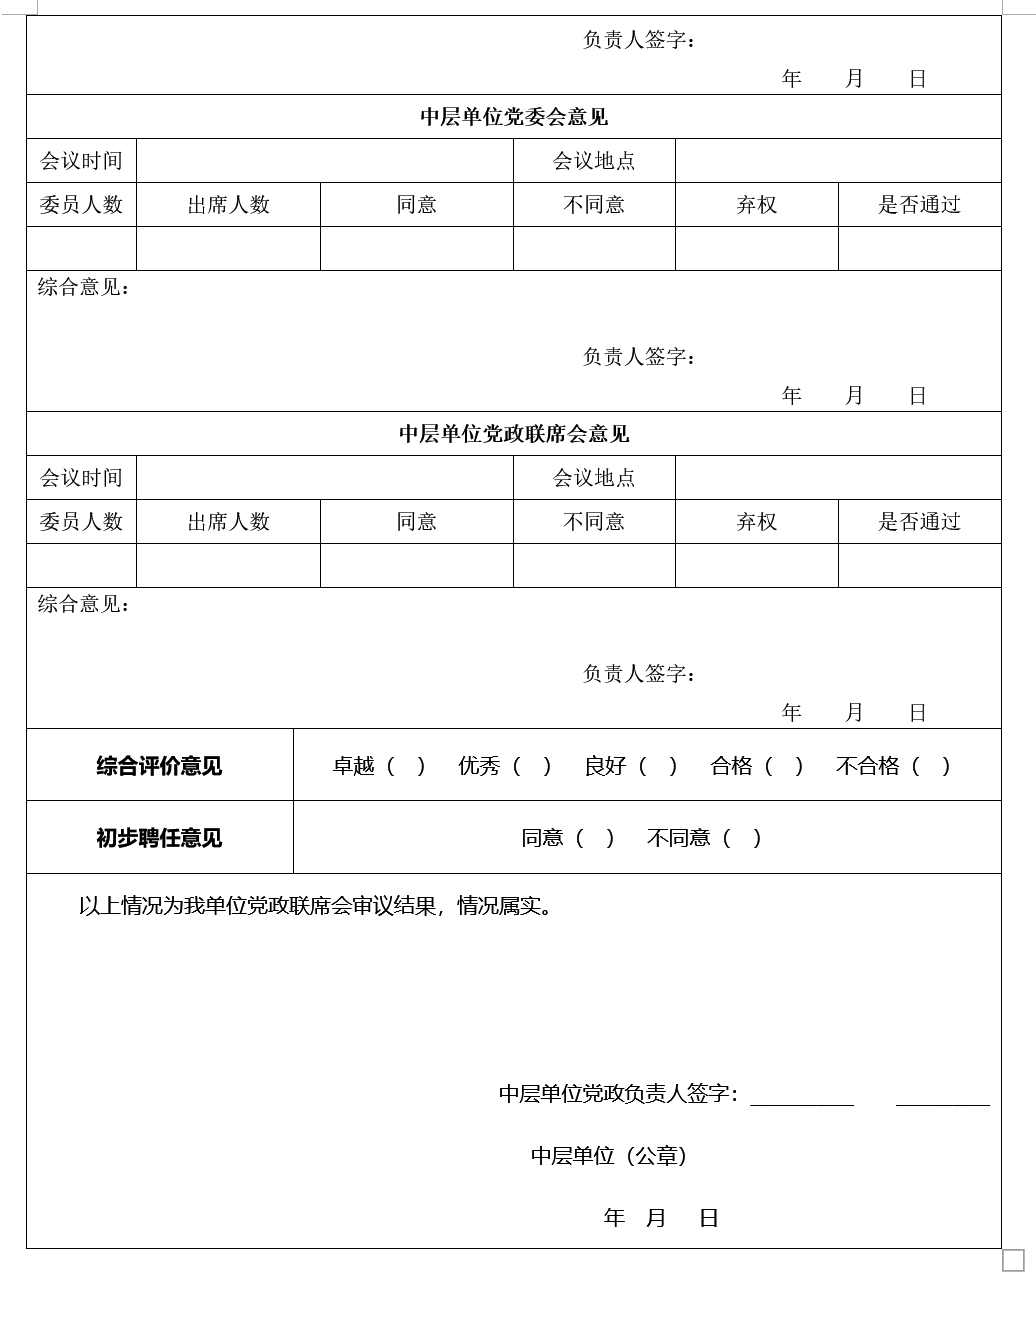 负责人签字：
年 月 日
中层单位党委会意见
会议时间 会议地点
委员人数 出席人数 同意 不同意 弃权 是否通过
综合意见：
负责人签字：
年 月 日
中层单位党政联席会意见
会议时间 会议地点
委员人数 出席人数 同意 不同意 弃权 是否通过
综合意见：
负责人签字：
年 月 日
综合评价意见 卓越（ ） 优秀（ ） 良好（ ） 合格（ ） 不合格（ ）
初步聘任意见 同意（ ） 不同意（ ）
以上情况为我单位党政联席会审议结果，情况属实。
中层单位党政负责人签字：_________ ________
中层单位（公章）
年 月 日